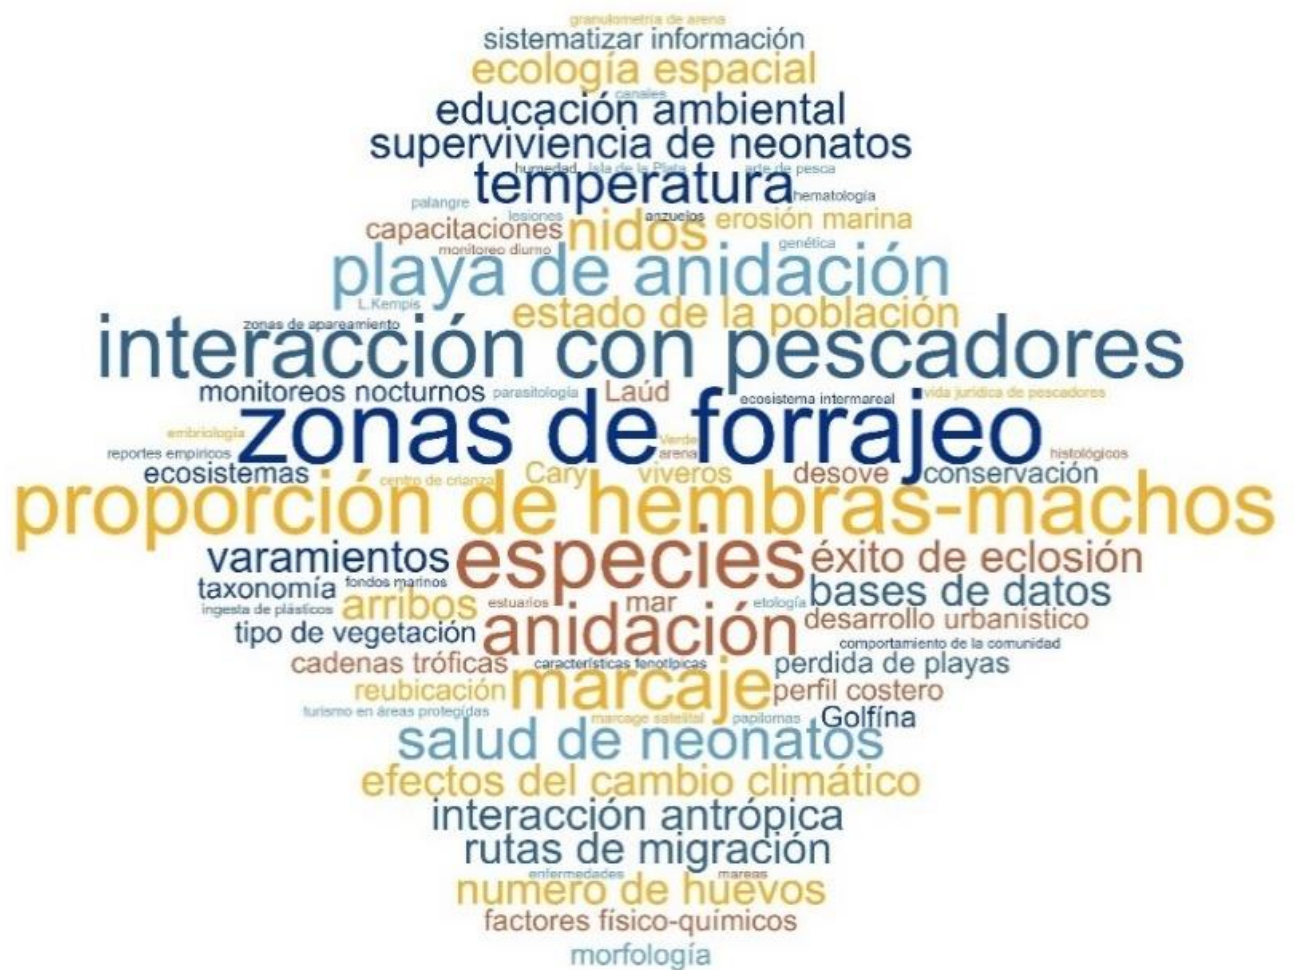 granulometría de arena
sistematizar información
ecología espacial
canales
educación ambiental
superviviencia de neonatos
humedad Isla de la Plata arte de pesca
temperatura
hematología
palangre
lesiones anzuelos
capacitaciones nidos erosión marina
monitoreo diurno genética
playa de anidación
L.Kempis
estado de la población
zonas de apareamiento
interacción con pescadores
monitoreos nocturnos parasitología Laúd ecosistema intermareal vida jurídica de pescadores
zonas de forrajeo
embriología Verde
reportes empíricos arena histológicos
ecosistemas centro de crianza Cary viveros desove conservación
proporción de hembras-machos
varamientos especies éxito de eclosión
taxonomía fondos marinos bases de datos
ingesta de plásticos arribos estuarios mar etología
desarrollo urbanístico
tipo de vegetación anidación
comportamiento de la comunidad
cadenas tróficas características fenotípicas perdida de playas
reubicación marcaje perfil costero
turismo en áreas protegídas marcage satelital papilomas Golfína
salud de neonatos
efectos del cambio climático
interacción antrópica
rutas de migración
enfermedades mareas
numero de huevos
factores físico-químicos
morfología